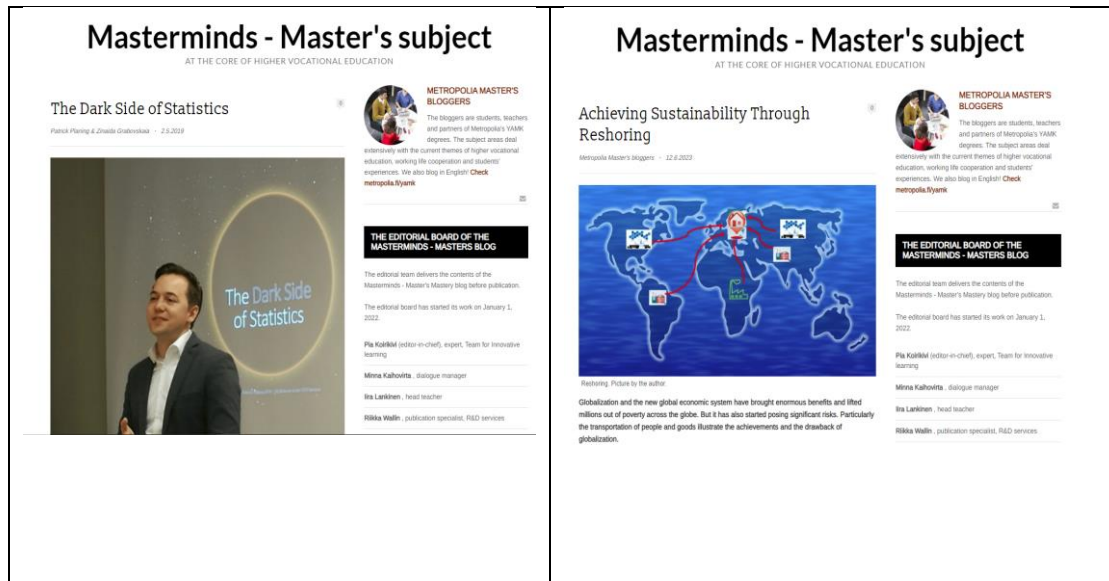 Masterminds - Master's subject
AT THE CORE OF HIGHER VOCATIONAL EDUCATION
The Dark Side of Statistics
Patrick Planing & Zinaida Grabovskaia - 2.5.2019
The Dark Side
of Statistics
METROPOLIA MASTER'S
BLOGGERS
The bloggers are students, teachers
and partners of Metropolia's YAMK
degrees. The subject areas deal
extensively with the current themes of higher vocational
education, working life cooperation and students'
experiences. We also blog in English! Check
metropolia.fi/yamk
THE EDITORIAL BOARD OF THE
MASTERMINDS - MASTERS BLOG
The editorial team delivers the contents of the
Masterminds - Master's Mastery blog before publication.
The editorial board has started its work on January 1,
2022.
Pia Koirikivi (editor-in-chief), expert, Team for Innovative
learning
Minna Kaihovirta , dialogue manager
Iira Lankinen , head teacher
Riikka Wallin , publication specialist, R&D services
Masterminds - Master's subject
AT THE CORE OF HIGHER VOCATIONAL EDUCATION
Achieving Sustainability Through
Reshoring
Metropolia Master's bloggers - 12.6.2023
Reshoring. Picture by the author.
Globalization and the new global economic system have brought enormous benefits and lifted
millions out of poverty across the globe. But it has also started posing significant risks. Particularly
the transportation of people and goods illustrate the achievements and the drawback of
globalization.
METROPOLIA MASTER'S
BLOGGERS
The bloggers are students, teachers
and partners of Metropolia's YAMK
degrees. The subject areas deal
extensively with the current themes of higher vocational
education, working life cooperation and students'
experiences. We also blog in English! Check
metropolia.fi/yamk
THE EDITORIAL BOARD OF THE
MASTERMINDS - MASTERS BLOG
The editorial team delivers the contents of the
Masterminds - Master's Mastery blog before publication.
The editorial board has started its work on January 1,
2022.
Pia Koirikivi (editor-in-chief), expert, Team for Innovative
learning
Minna Kaihovirta , dialogue manager
Iira Lankinen , head teacher
Riikka Wallin , publication specialist, R&D services